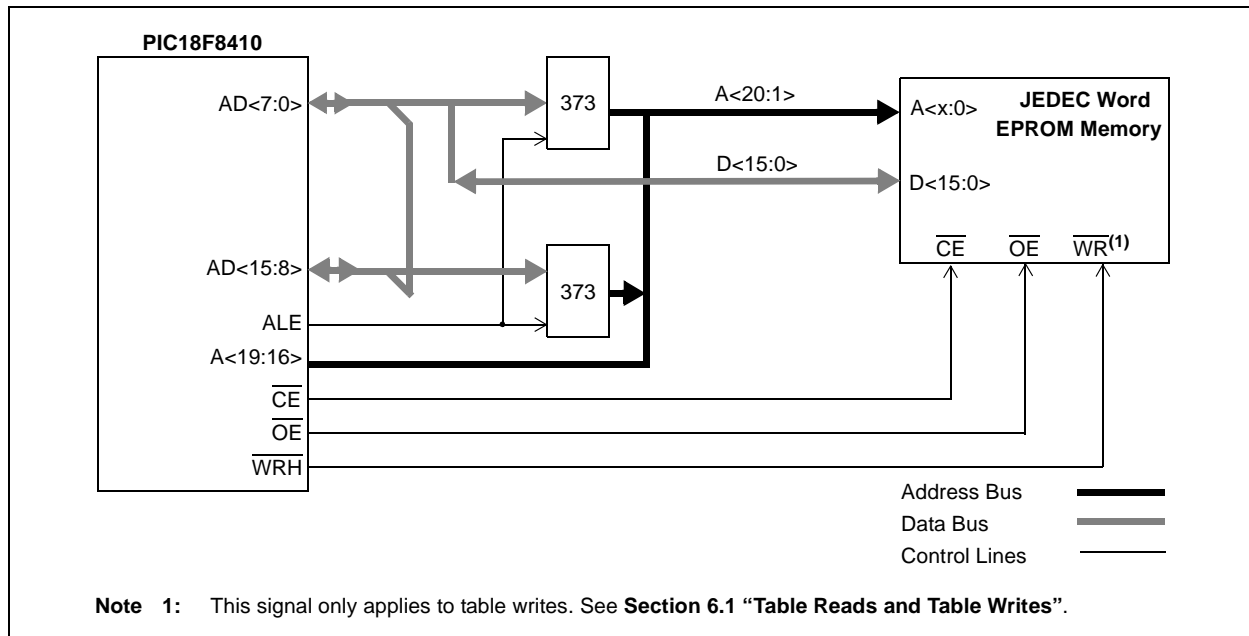 PIC18F8410
AD<7:0>
373
A<20:1>
A<x:0>
JEDEC Word
EPROM Memory
D<15:0>
D<15:0>
CE
OE
WR(1)
AD<15:8>
373
ALE
A<19:16>
CE
OE
WRH
Address Bus
Data Bus
Control Lines
Note 1: This signal only applies to table writes. See Section 6.1 “Table Reads and Table Writes”.